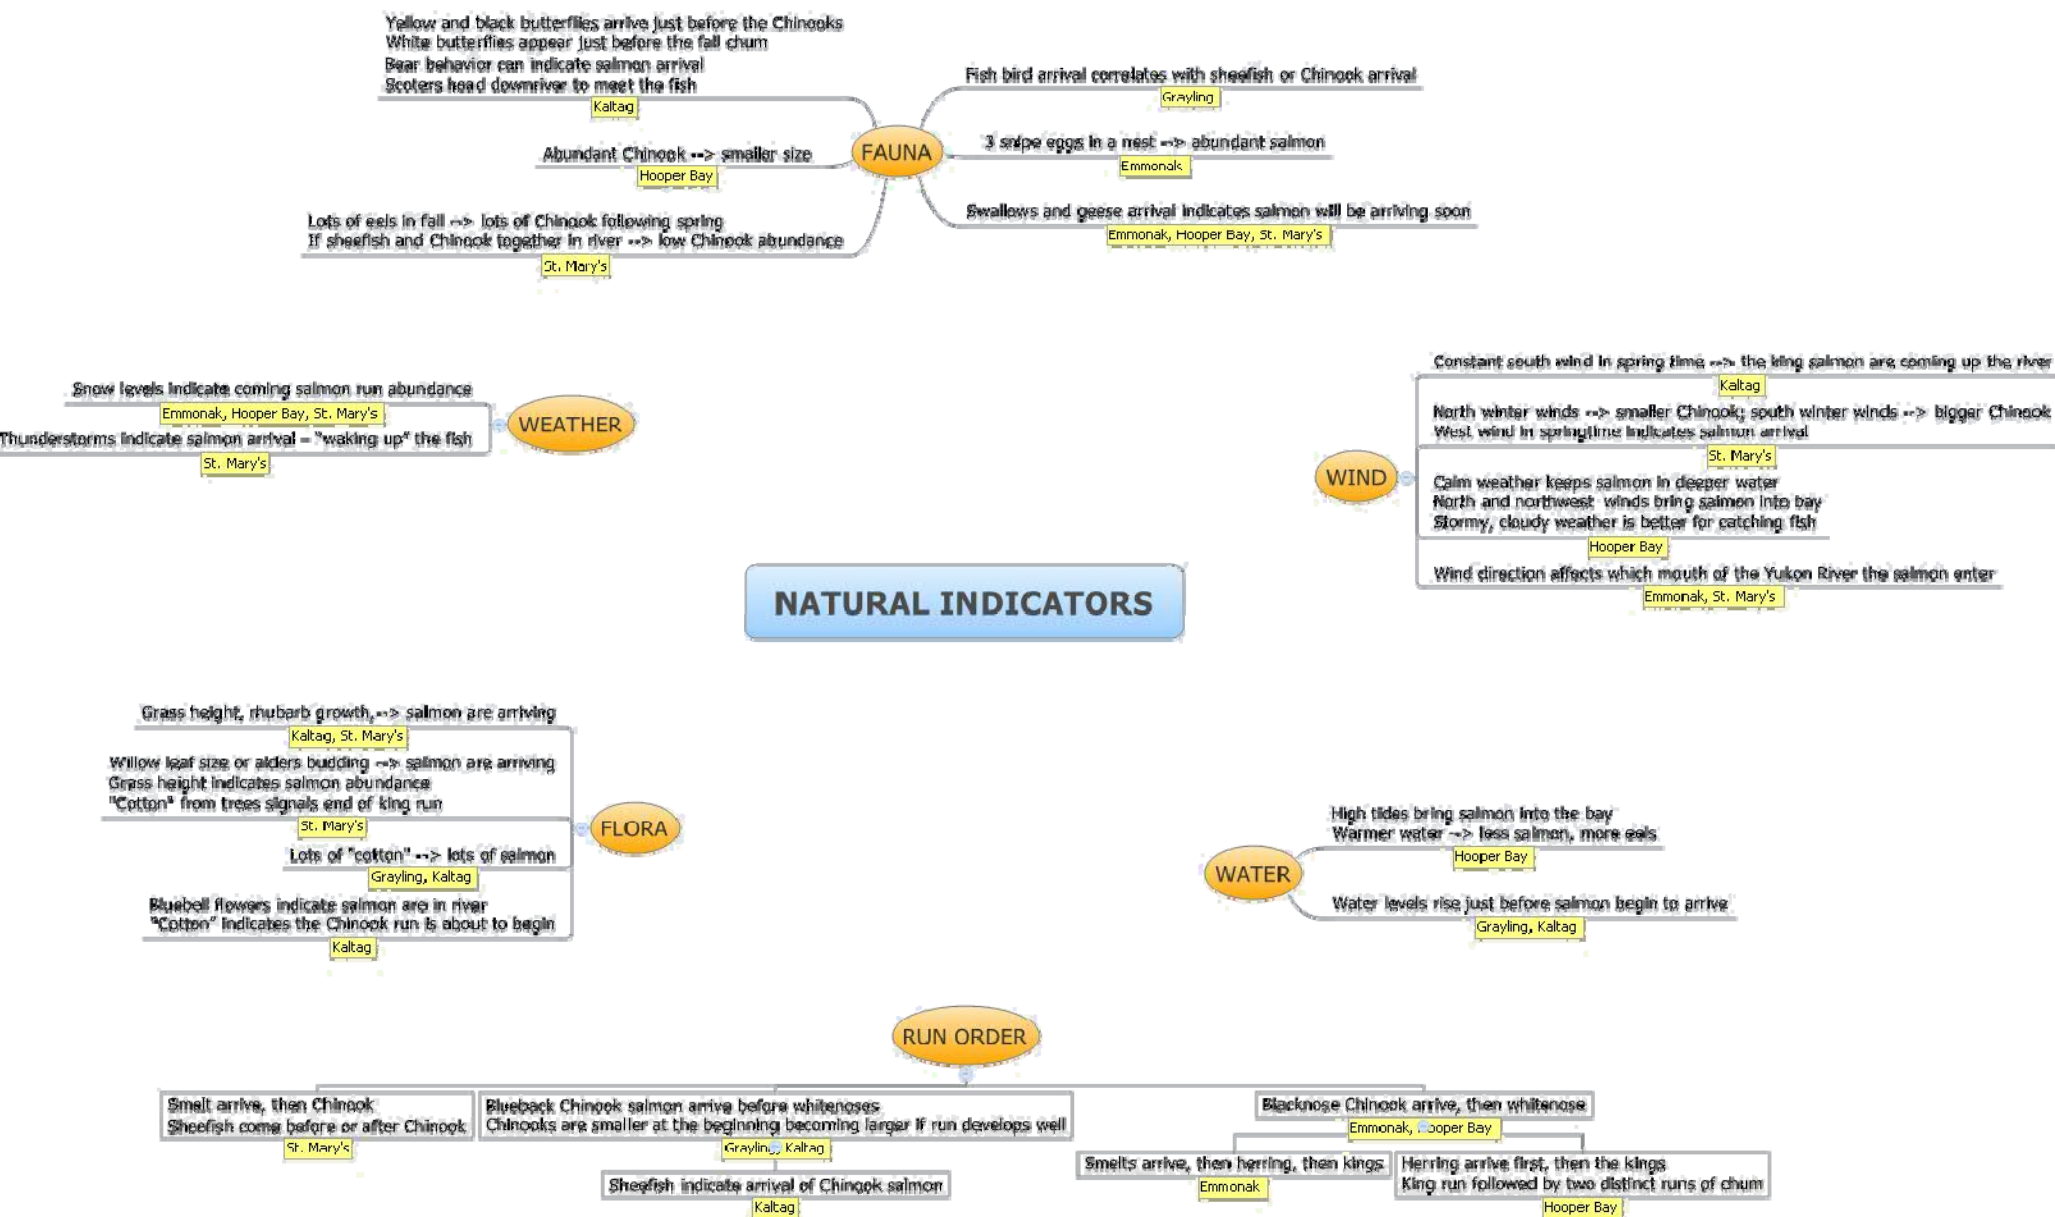 Yellow and black butterflies arrive just before the Chinooks
White butterflies appear just before the fall chum
Bear behavior can indicate salmon arrival
Scoters head downriver to meet the fish
Kaltag
Abundant Chinook --> smaller size
Hooper Bay
Lots of eels in fall --> lots of Chinook following spring
If sheefish and Chinook together in river --> low Chinook abundance
St. Mary's
FAUNA
Fish bird arrival correlates with sheefish or Chinook arrival
Grayling
3 snipe eggs in a nest --> abundant salmon
Emmonak
Swallows and geese arrival indicates salmon will be arriving soon
Emmonak, Hooper Bay, St. Mary's
Snow levels indicate coming salmon run abundance
Emmonak, Hooper Bay, St. Mary's
Thunderstorms indicate salmon arrival – "waking up" the fish
St. Mary's
WEATHER
WIND
Constant south wind in spring time --> the king salmon are coming up the river
Kaltag
North winter winds --> smaller Chinook; south winter winds --> bigger Chinook
West wind in springtime indicates salmon arrival
St. Mary's
Calm weather keeps salmon in deeper water
North and northwest winds bring salmon into bay
Stormy, cloudy weather is better for catching fish
Hooper Bay
Wind direction affects which mouth of the Yukon River the salmon enter
Emmonak, St. Mary's
NATURAL INDICATORS
Grass height, rhubarb growth, --> salmon are arriving
Kaltag, St. Mary's
Willow leaf size or alders budding --> salmon are arriving
Grass height indicates salmon abundance
"Cotton" from trees signals end of king run
St. Mary's
Lots of "cotton" --> lots of salmon
Grayling, Kaltag
Bluebell flowers indicate salmon are in river
"Cotton" indicates the Chinook run is about to begin
Kaltag
FLORA
WATER
High tides bring salmon into the bay
Warmer water --> less salmon, more eels
Hooper Bay
Water levels rise just before salmon begin to arrive
Grayling, Kaltag
RUN ORDER
Smelt arrive, then Chinook
Sheefish come before or after Chinook
St. Mary's
Blueback Chinook salmon arrive before whitenoses
Chinooks are smaller at the beginning becoming larger if run develops well
Grayling, Kaltag
Sheefish indicate arrival of Chinook salmon
Kaltag
Blacknose Chinook arrive, then whitenose
Emmonak, Hooper Bay
Smelts arrive, then herring, then kings
Emmonak
Herring arrive first, then the kings
King run followed by two distinct runs of chum
Hooper Bay